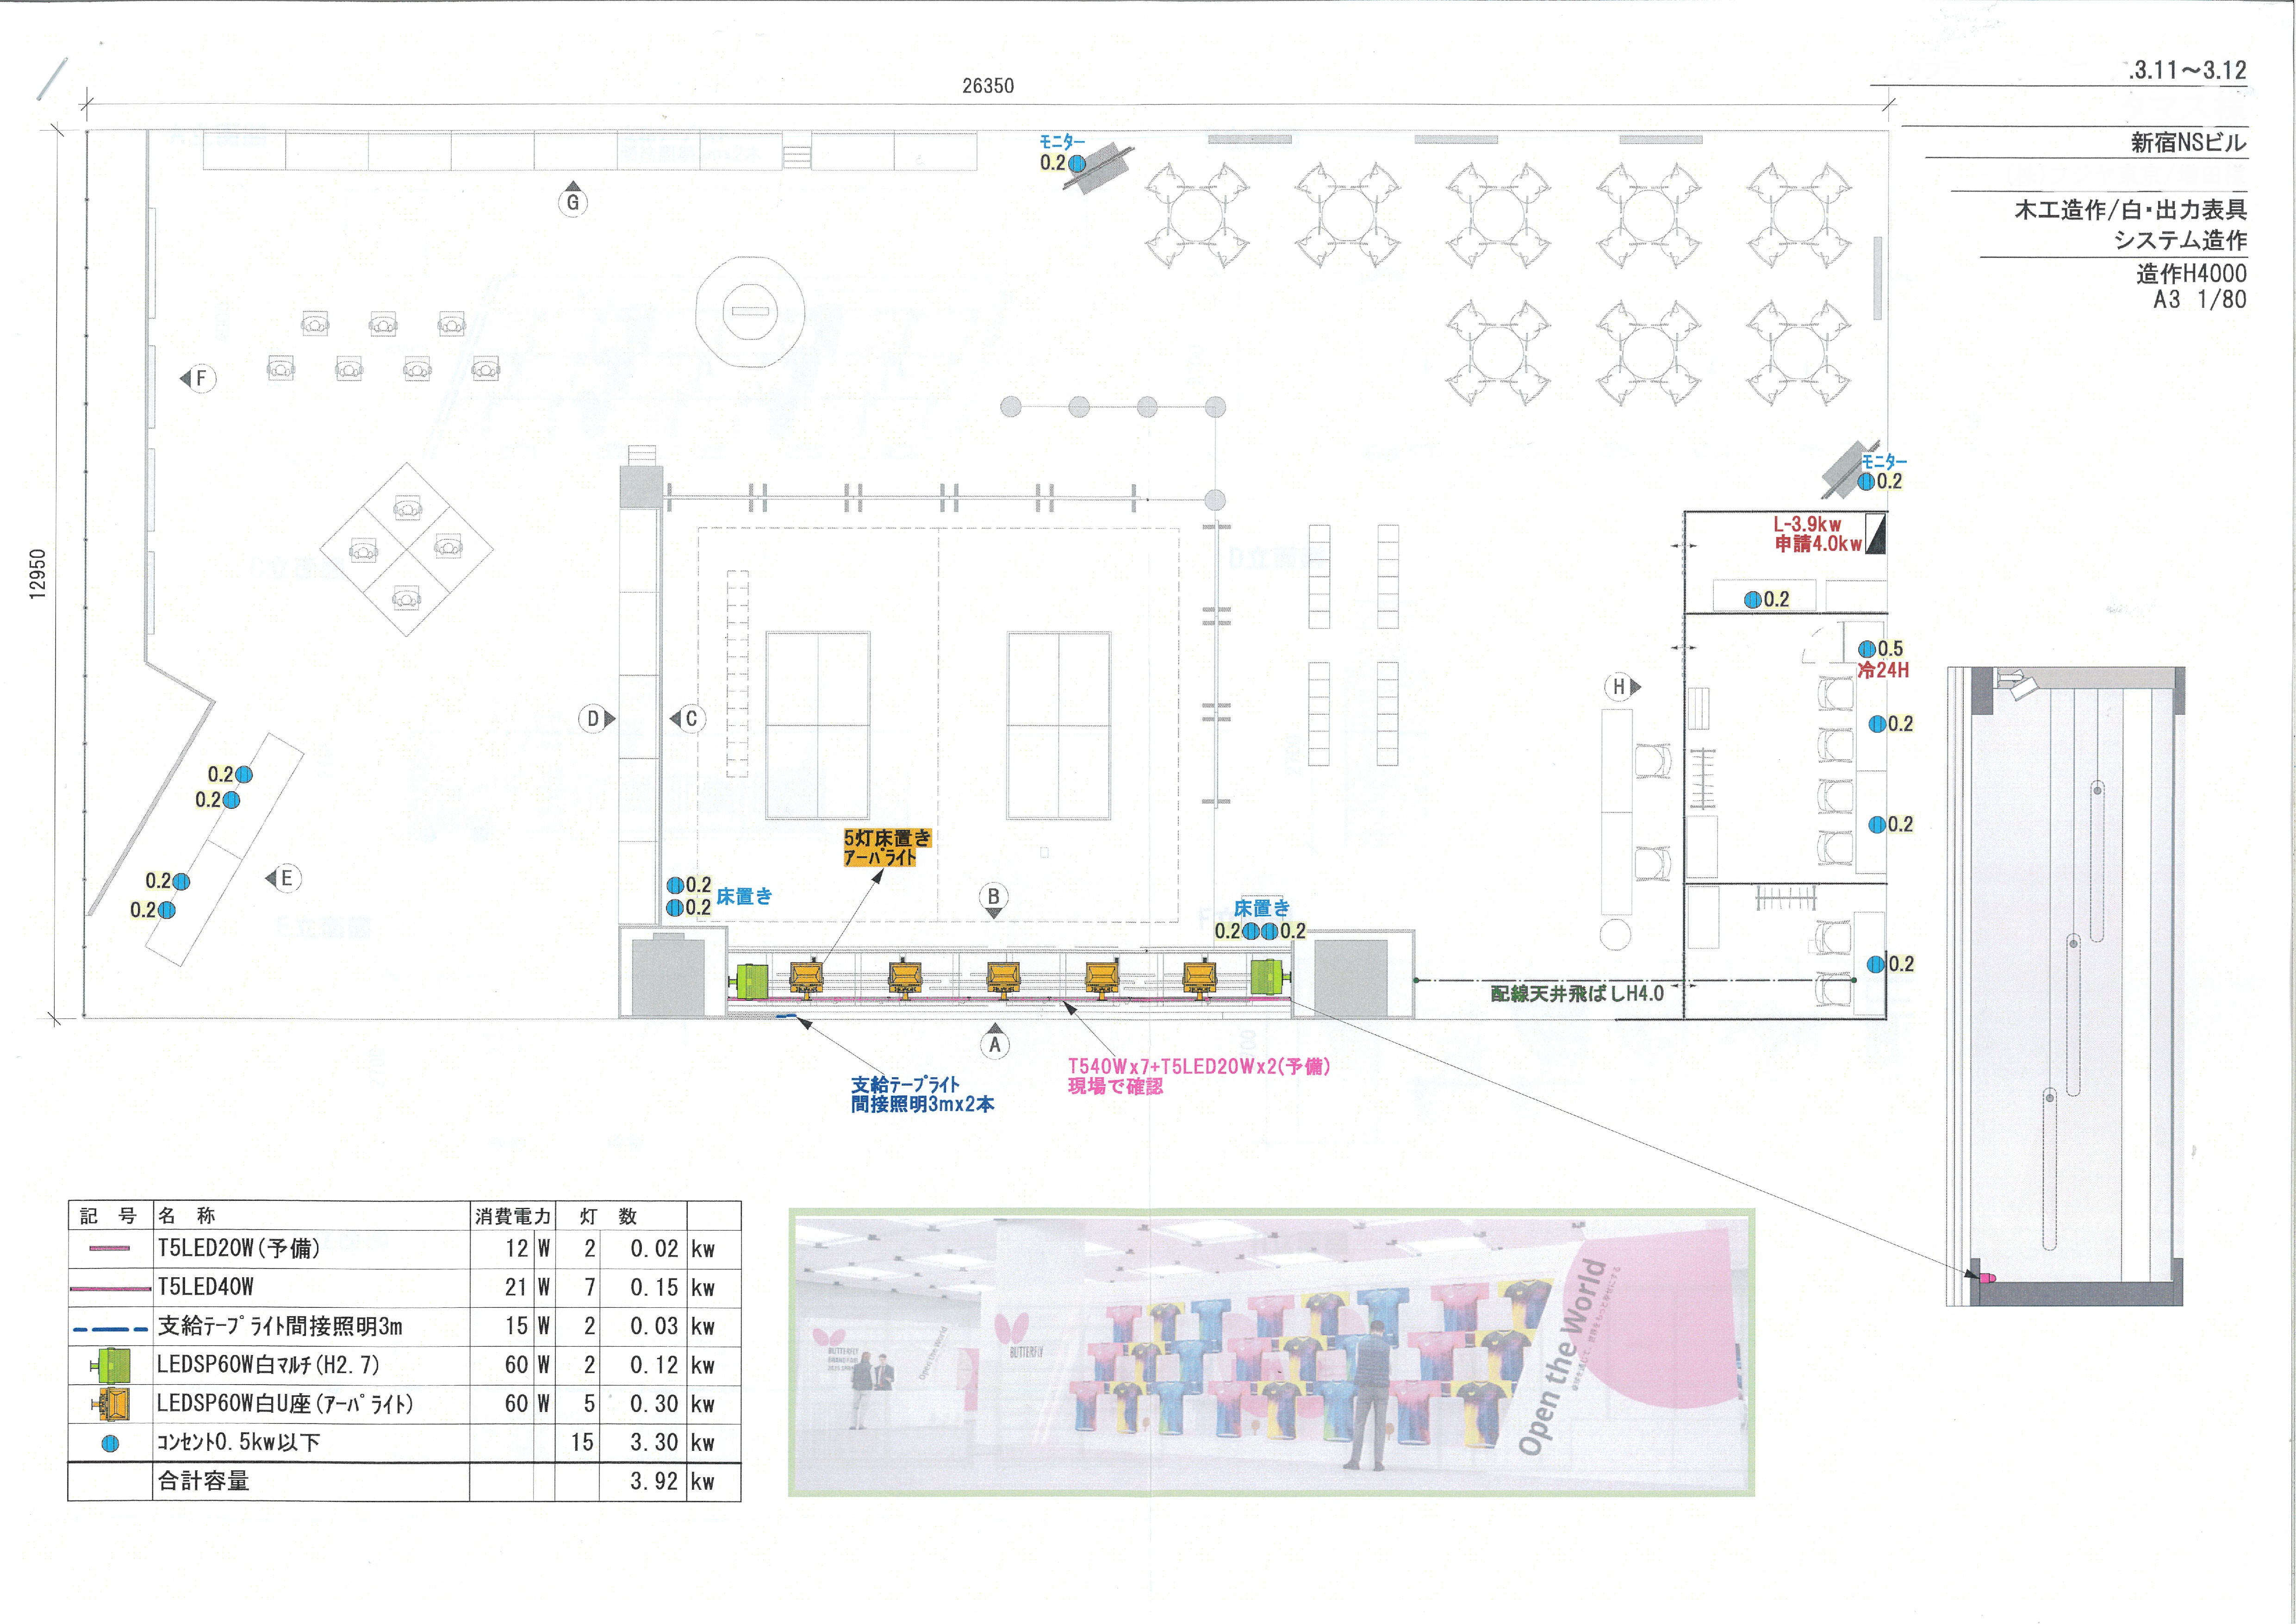 .3.11～3.12
26350
新宿NSビル
木工造作/白・出力表具
システム造作
造作H4000
A3 1/80
12950
モニター
0.2
G
F
モニター
0.2
L-3.9kw
申請4.0kw
0.2
0.5
冷24H
H
D
C
0.2
0.2
0.2
0.2
5灯床置き
アーバライト
0.2
0.2
E
0.2
0.2
床置き
B
床置き
0.2
0.2
0.2
配線天井飛ばしH4.0
A
T540Wx7+T5LED20Wx2(予備)
現場で確認
支給テープライト
間接照明3mx2本
記 号 名 称 消費電力 灯 数
T5LED20W(予備) 12 W 2 0.02 kw
T5LED40W 21 W 7 0.15 kw
支給テープライト間接照明3m 15 W 2 0.03 kw
LEDSP60W白マルチ(H2.7) 60 W 2 0.12 kw
LEDSP60W白U座(アーバライト) 60 W 5 0.30 kw
コンセント0.5kw以下 15 3.30 kw
合計容量 3.92 kw
BUTTERFLY
Open the World
BUTTERFLY
Open the World